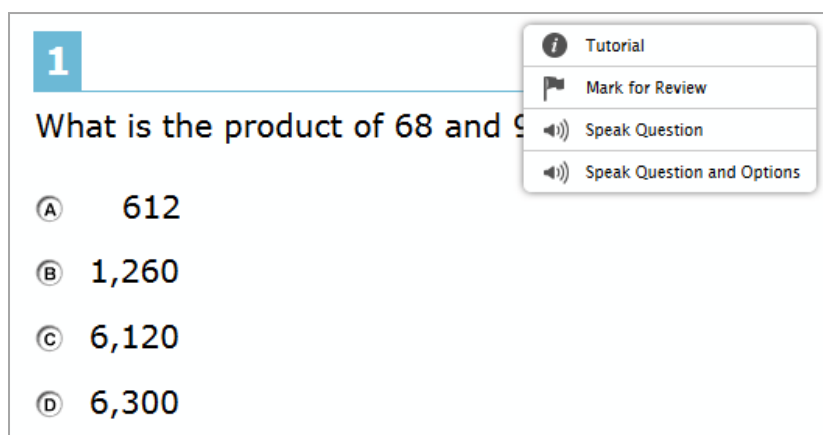 1
What is the product of 68 and
A 612
B 1,260
C 6,120
D 6,300
Tutorial
Mark for Review
Speak Question
Speak Question and Options